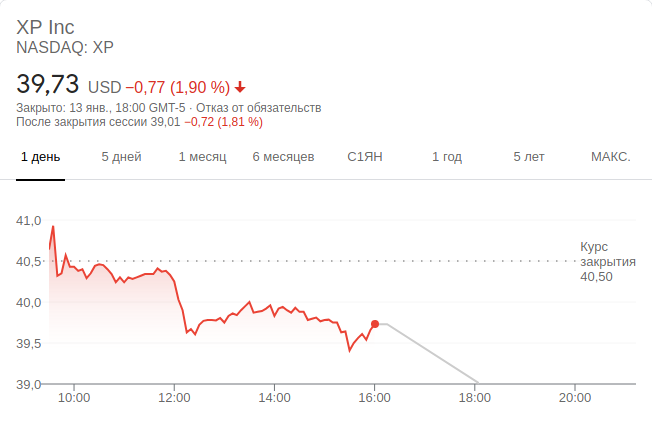 XP Inc
NASDAQ: XP
39,73 USD −0,77 (1,90 %)
Закрыто: 13 янв., 18:00 GMT-5 · Отказ от обязательств
После закрытия сессии 39,01 −0,72 (1,81 %)
1 день 5 дней 1 месяц 6 месяцев С1ЯН 1 год 5 лет МАКС.
41,0
40,5
40,0
39,5
39,0
Курс
закрытия
40,50
10:00 12:00 14:00 16:00 18:00 20:00